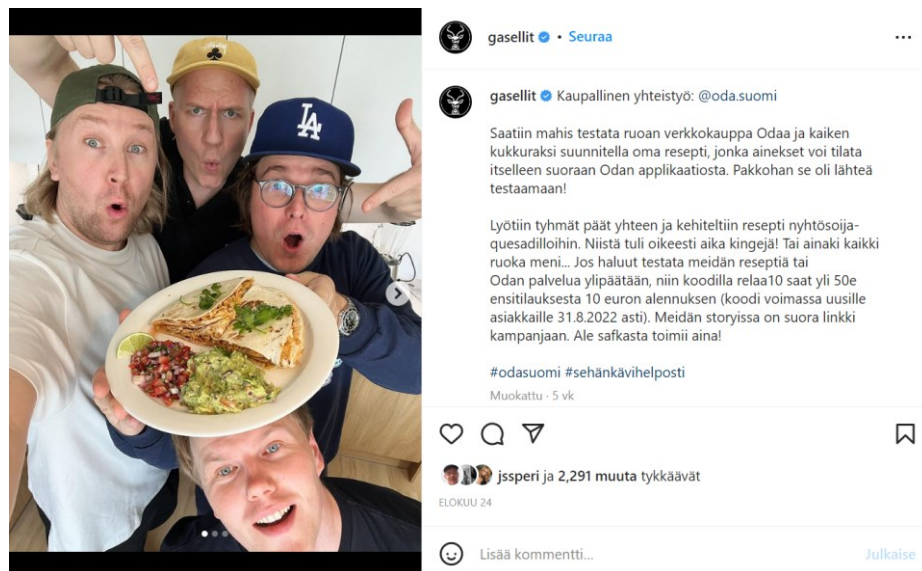 LA
gasellit • Seuraa
gasellit Kaupallinen yhteistyö: @oda.suomi
Saatiin mahis testata ruoan verkkokauppa Odaa ja kaiken
kukkuraksi suunnitella oma resepti, jonka ainekset voi tilata
itselleen suoraan Odan applikaatiosta. Pakkohan se oli lähteä
testaamaan!
Lyötiin tyhmät päät yhteen ja kehiteltiin resepti nyhtösoija-
quesadilloihin. Niistä tuli oikeesti aika kingejä! Tai ainaki kaikki
ruoka meni... Jos haluut testata meidän reseptiä tai
Odan palvelua ylipäätään, niin koodilla relaa10 saat yli 50e
ensitilauksesta 10 euron alennuksen (koodi voimassa uusille
asiakkaille 31.8.2022 asti). Meidän storyissa on suora linkki
kampanjaan. Ale safkasta toimii aina!
#odasuomi #sehänkävihelposti
Muokattu · 5 vk
jssperi ja 2,291 muuta tykkäävät
ELOKUU 24
Lisää kommentti...
Julkaise